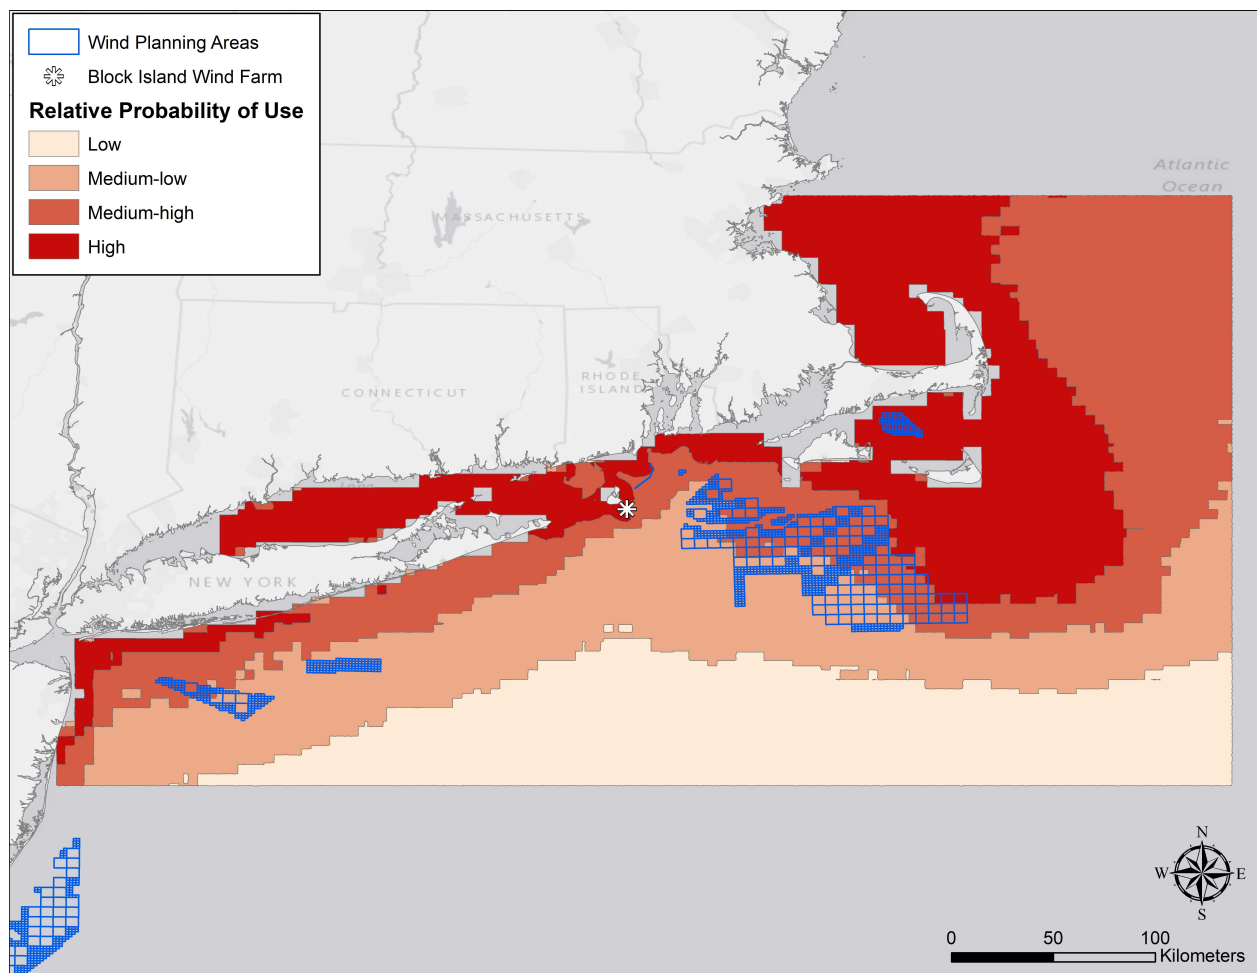 Wind Planning Areas
Block Island Wind Farm
Relative Probability of Use
Low
Medium-low
Medium-high
High
Atlantic
Ocean
MASSACHUSETTS
RHODE
ISLAND
CONNECTICUT
Long
NEW YORK
N
W E
S
0 50 100
Kilometers